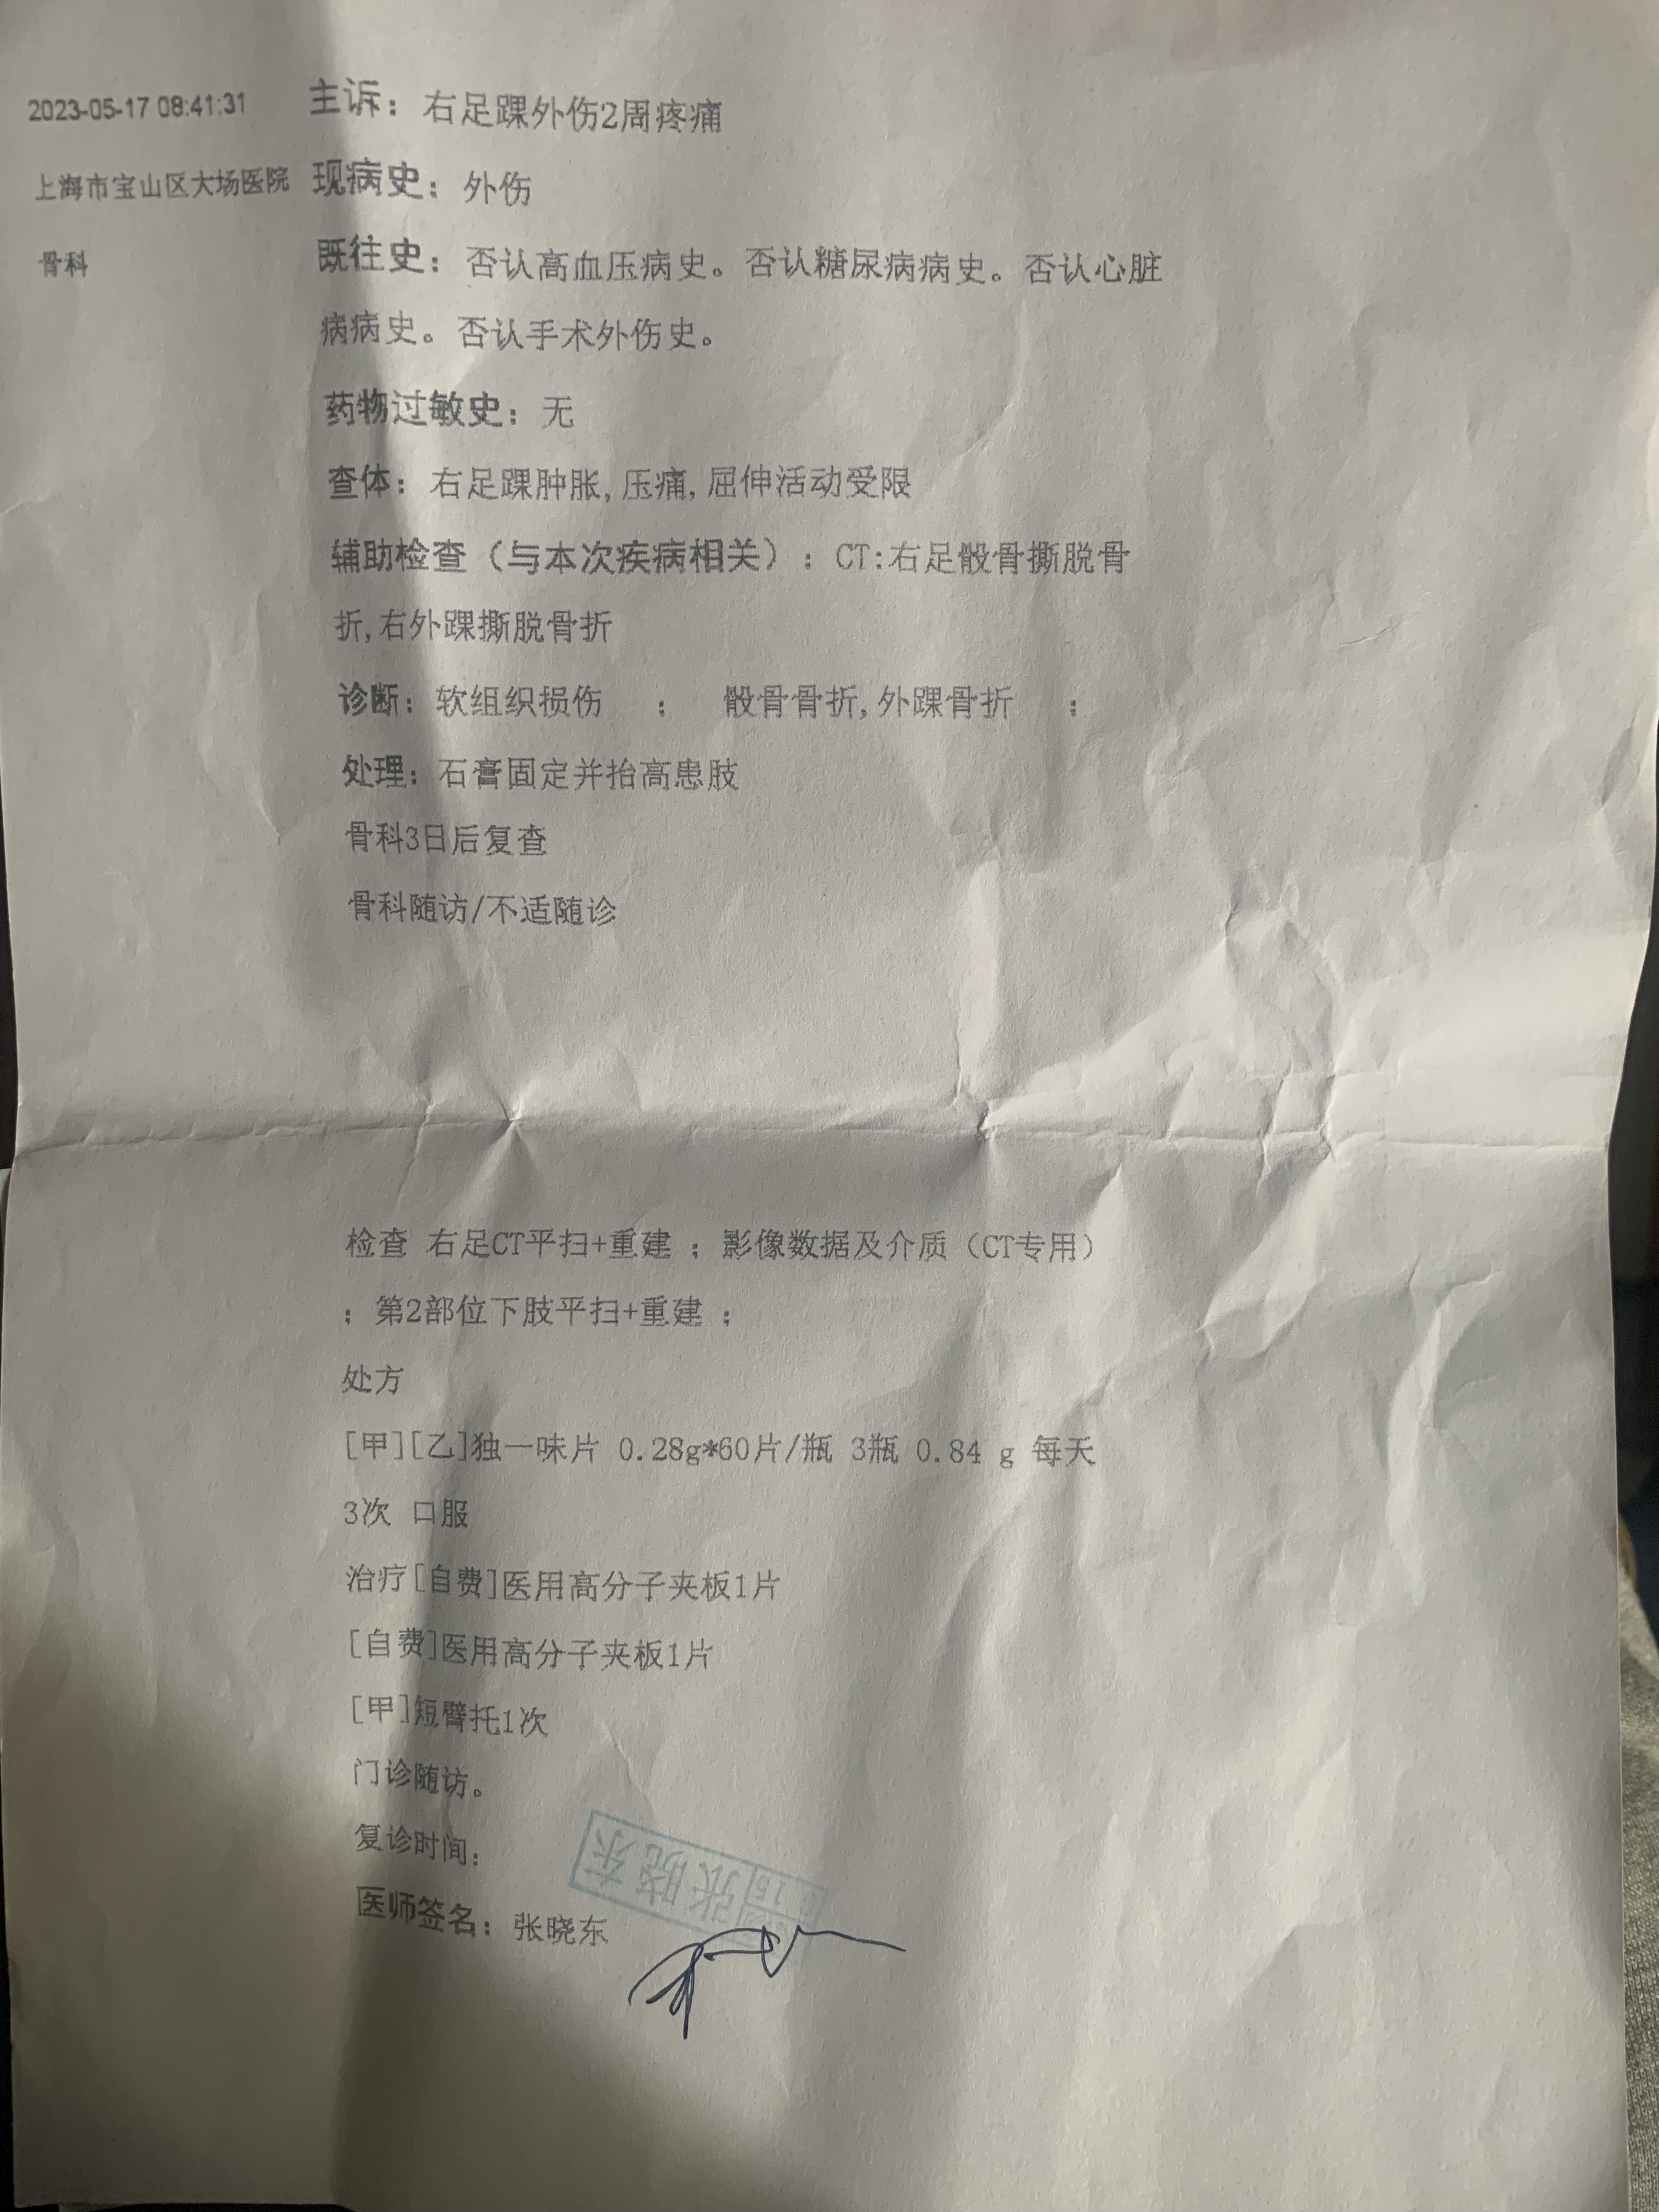 2023-05-17 08:41:31
上海市宝山区大场医院
骨科
主诉：右足踝外伤2周疼痛
现病史：外伤
既往史：否认高血压病史。否认糖尿病病史。否认心脏
病病史。否认手术外伤史。
药物过敏史：无
查体：右足踝肿胀,压痛,屈伸活动受限
辅助检查（与本次疾病相关）：CT:右足骰骨撕脱骨
折,右外踝撕脱骨折
诊断：软组织损伤 ； 骰骨骨折,外踝骨折 ；
处理：石膏固定并抬高患肢
骨科3日后复查
骨科随访/不适随诊
检查 右足CT平扫+重建 ；影像数据及介质（CT专用）
；第2部位下肢平扫+重建 ；
处方
[甲][乙]独一味片 0.28g*60片/瓶 3瓶 0.84 g 每天
3次 口服
治疗[自费]医用高分子夹板1片
[自费]医用高分子夹板1片
[甲]短臂托1次
门诊随访。
复诊时间：
医师签名：张晓东
张晓东